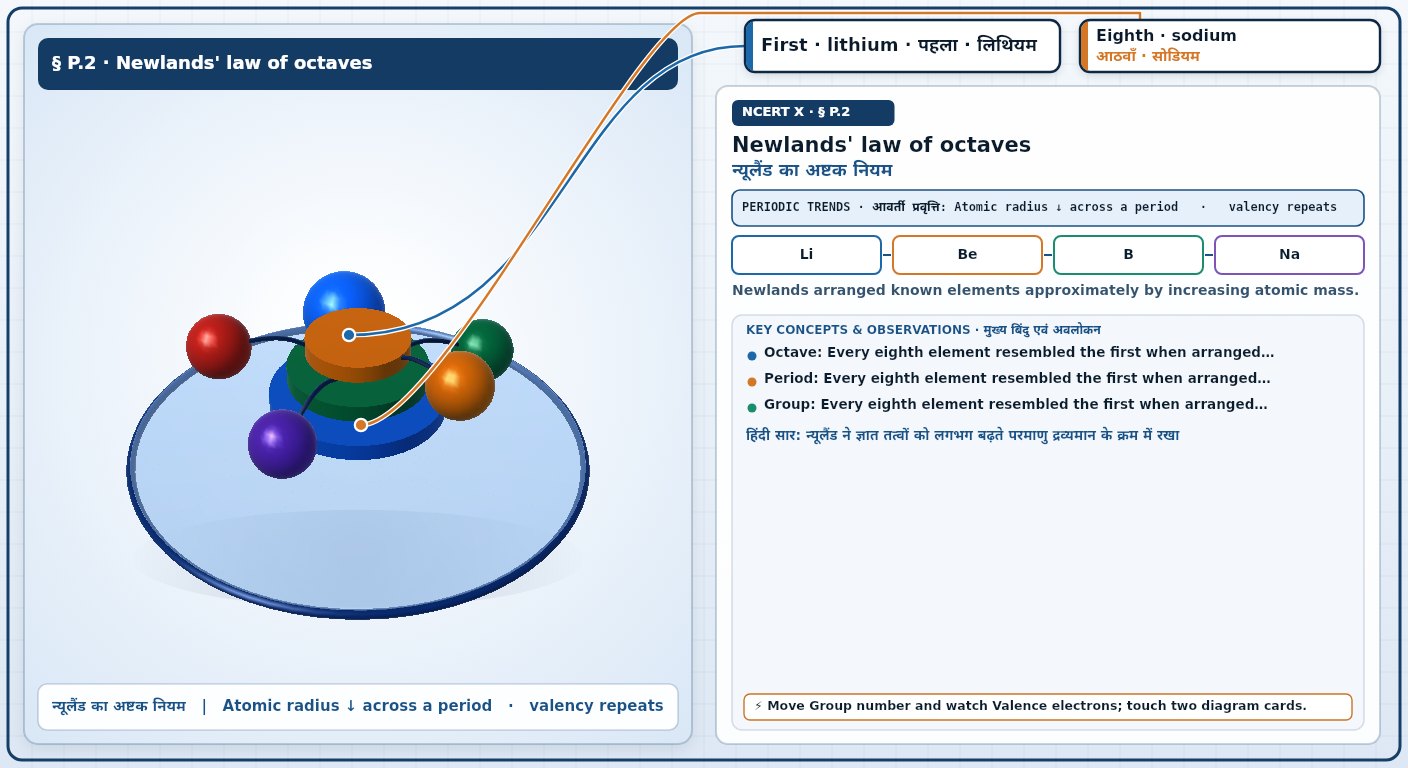 § P.2 · Newlands' law of octaves
First · lithium · पहला · लिथियम
Eighth · sodium
आठवाँ · सोडियम
NCERT X · § P.2
Newlands' law of octaves
न्यूलैंड का अष्टक नियम
PERIODIC TRENDS · आवर्ती प्रवृत्ति: Atomic radius ↓ across a period · valency repeats
Li
Be
B
Na
Newlands arranged known elements approximately by increasing atomic mass.
KEY CONCEPTS & OBSERVATIONS · मुख्य बिंदु एवं अवलोकन
Octave: Every eighth element resembled the first when arranged…
Period: Every eighth element resembled the first when arranged…
Group: Every eighth element resembled the first when arranged…
हिंदी सार: न्यूलैंड ने ज्ञात तत्वों को लगभग बढ़ते परमाणु द्रव्यमान के क्रम में रखा
⚡ Move Group number and watch Valence electrons; touch two diagram cards.
न्यूलैंड का अष्टक नियम | Atomic radius ↓ across a period · valency repeats